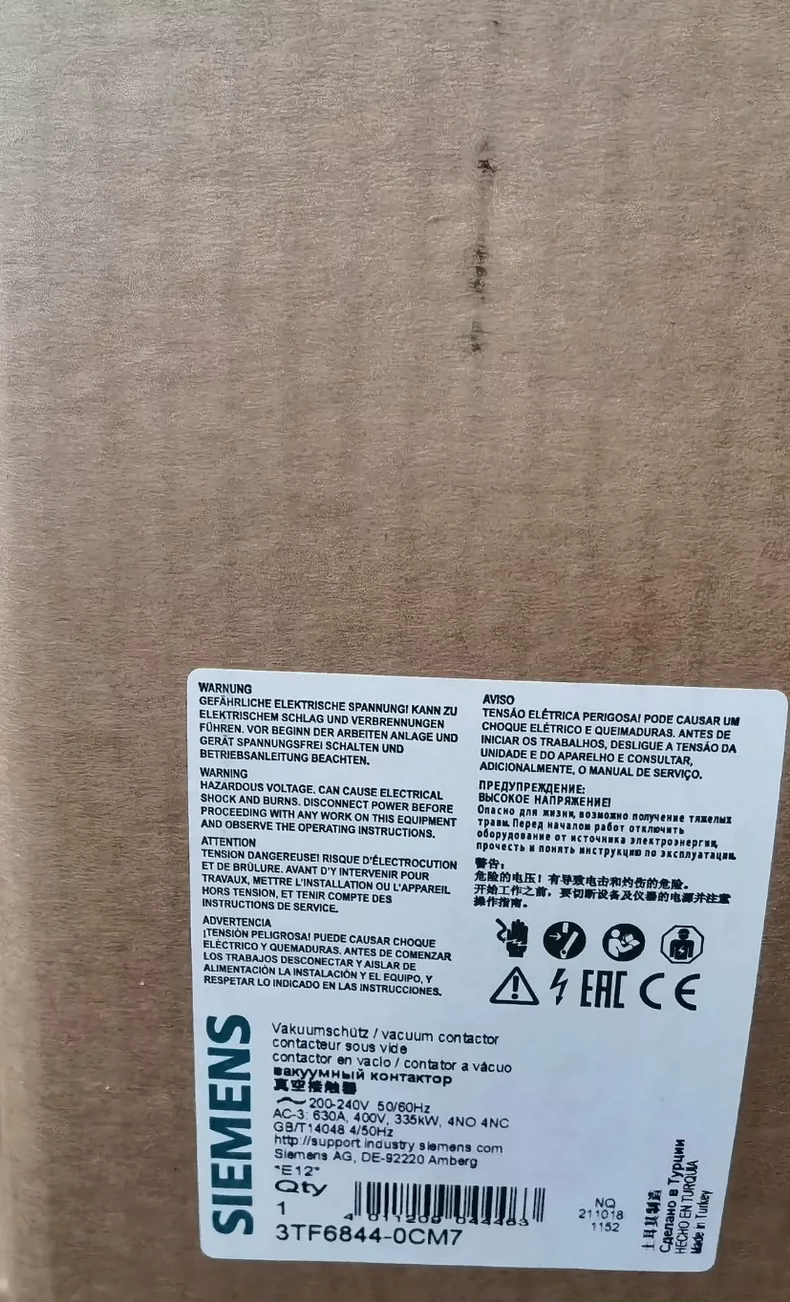 WARNUNG
GEFÄHRLICHE ELEKTRISCHE SPANNUNG! KANN ZU
ELEKTRISCHEM SCHLAG UND VERBRENNUNGEN
FÜHREN. VOR BEGINN DER ARBEITEN ANLAGE UND
GERÄT SPANNUNGSFREI SCHALTEN UND
BETRIEBSANLEITUNG BEACHTEN.
WARNING
HAZARDOUS VOLTAGE. CAN CAUSE ELECTRICAL
SHOCK AND BURNS. DISCONNECT POWER BEFORE
PROCEEDING WITH ANY WORK ON THIS EQUIPMENT
AND OBSERVE THE OPERATING INSTRUCTIONS.
ATTENTION
TENSION DANGEREUSE! RISQUE D'ÉLECTROCUTION
ET DE BRÛLURE. AVANT D'Y INTERVENIR POUR
TRAVAUX, METTRE L'INSTALLATION OU L'APPAREIL
HORS TENSION, ET TENIR COMPTE DES
INSTRUCTIONS DE SERVICE.
ADVERTENCIA
¡TENSIÓN PELIGROSA! PUEDE CAUSAR CHOQUE
ELÉCTRICO Y QUEMADURAS. ANTES DE COMENZAR
LOS TRABAJOS DESCONECTAR Y AISLAR DE
ALIMENTACIÓN LA INSTALACIÓN Y EL EQUIPO, Y
RESPETAR LO INDICADO EN LAS INSTRUCCIONES.
AVISO
TENSÃO ELÉTRICA PERIGOSA! PODE CAUSAR UM
CHOQUE ELÉTRICO E QUEIMADURAS. ANTES DE
INICIAR OS TRABALHOS, DESLIGUE A TENSÃO DA
UNIDADE E DO APARELHO E CONSULTAR,
ADICIONALMENTE, O MANUAL DE SERVIÇO.
ПРЕДУПРЕЖДЕНИЕ:
ВЫСОКОЕ НАПРЯЖЕНИЕ!
Опасно для жизни, возможно получение тяжелых
травм. Перед началом работ отключить
оборудование от источника электроэнергии,
прочесть и понять инструкцию по эксплуатации.
警告:
危险的电压! 有导致电击和灼伤的危险。
开始工作之前, 要切断设备及仪器的电源并注意
操作指南。
EAC CE
SIEMENS
Vakuumschütz / vacuum contactor
contacteur sous vide
contactor en vacío / contator a vácuo
вакуумный контактор
真空接触器
~ 200-240V 50/60Hz
AC-3: 630A, 400V, 335kW, 4NO 4NC
GB/T14048 4/50Hz
http://support industry siemens com
Siemens AG, DE-92220 Amberg
"E12"
Qty
1
4 011209 044463
3TF6844-0CM7
NQ
211018
1152
土耳其制造
Сделано в Турции
HECHO EN TURQUIA
Made in Turkey